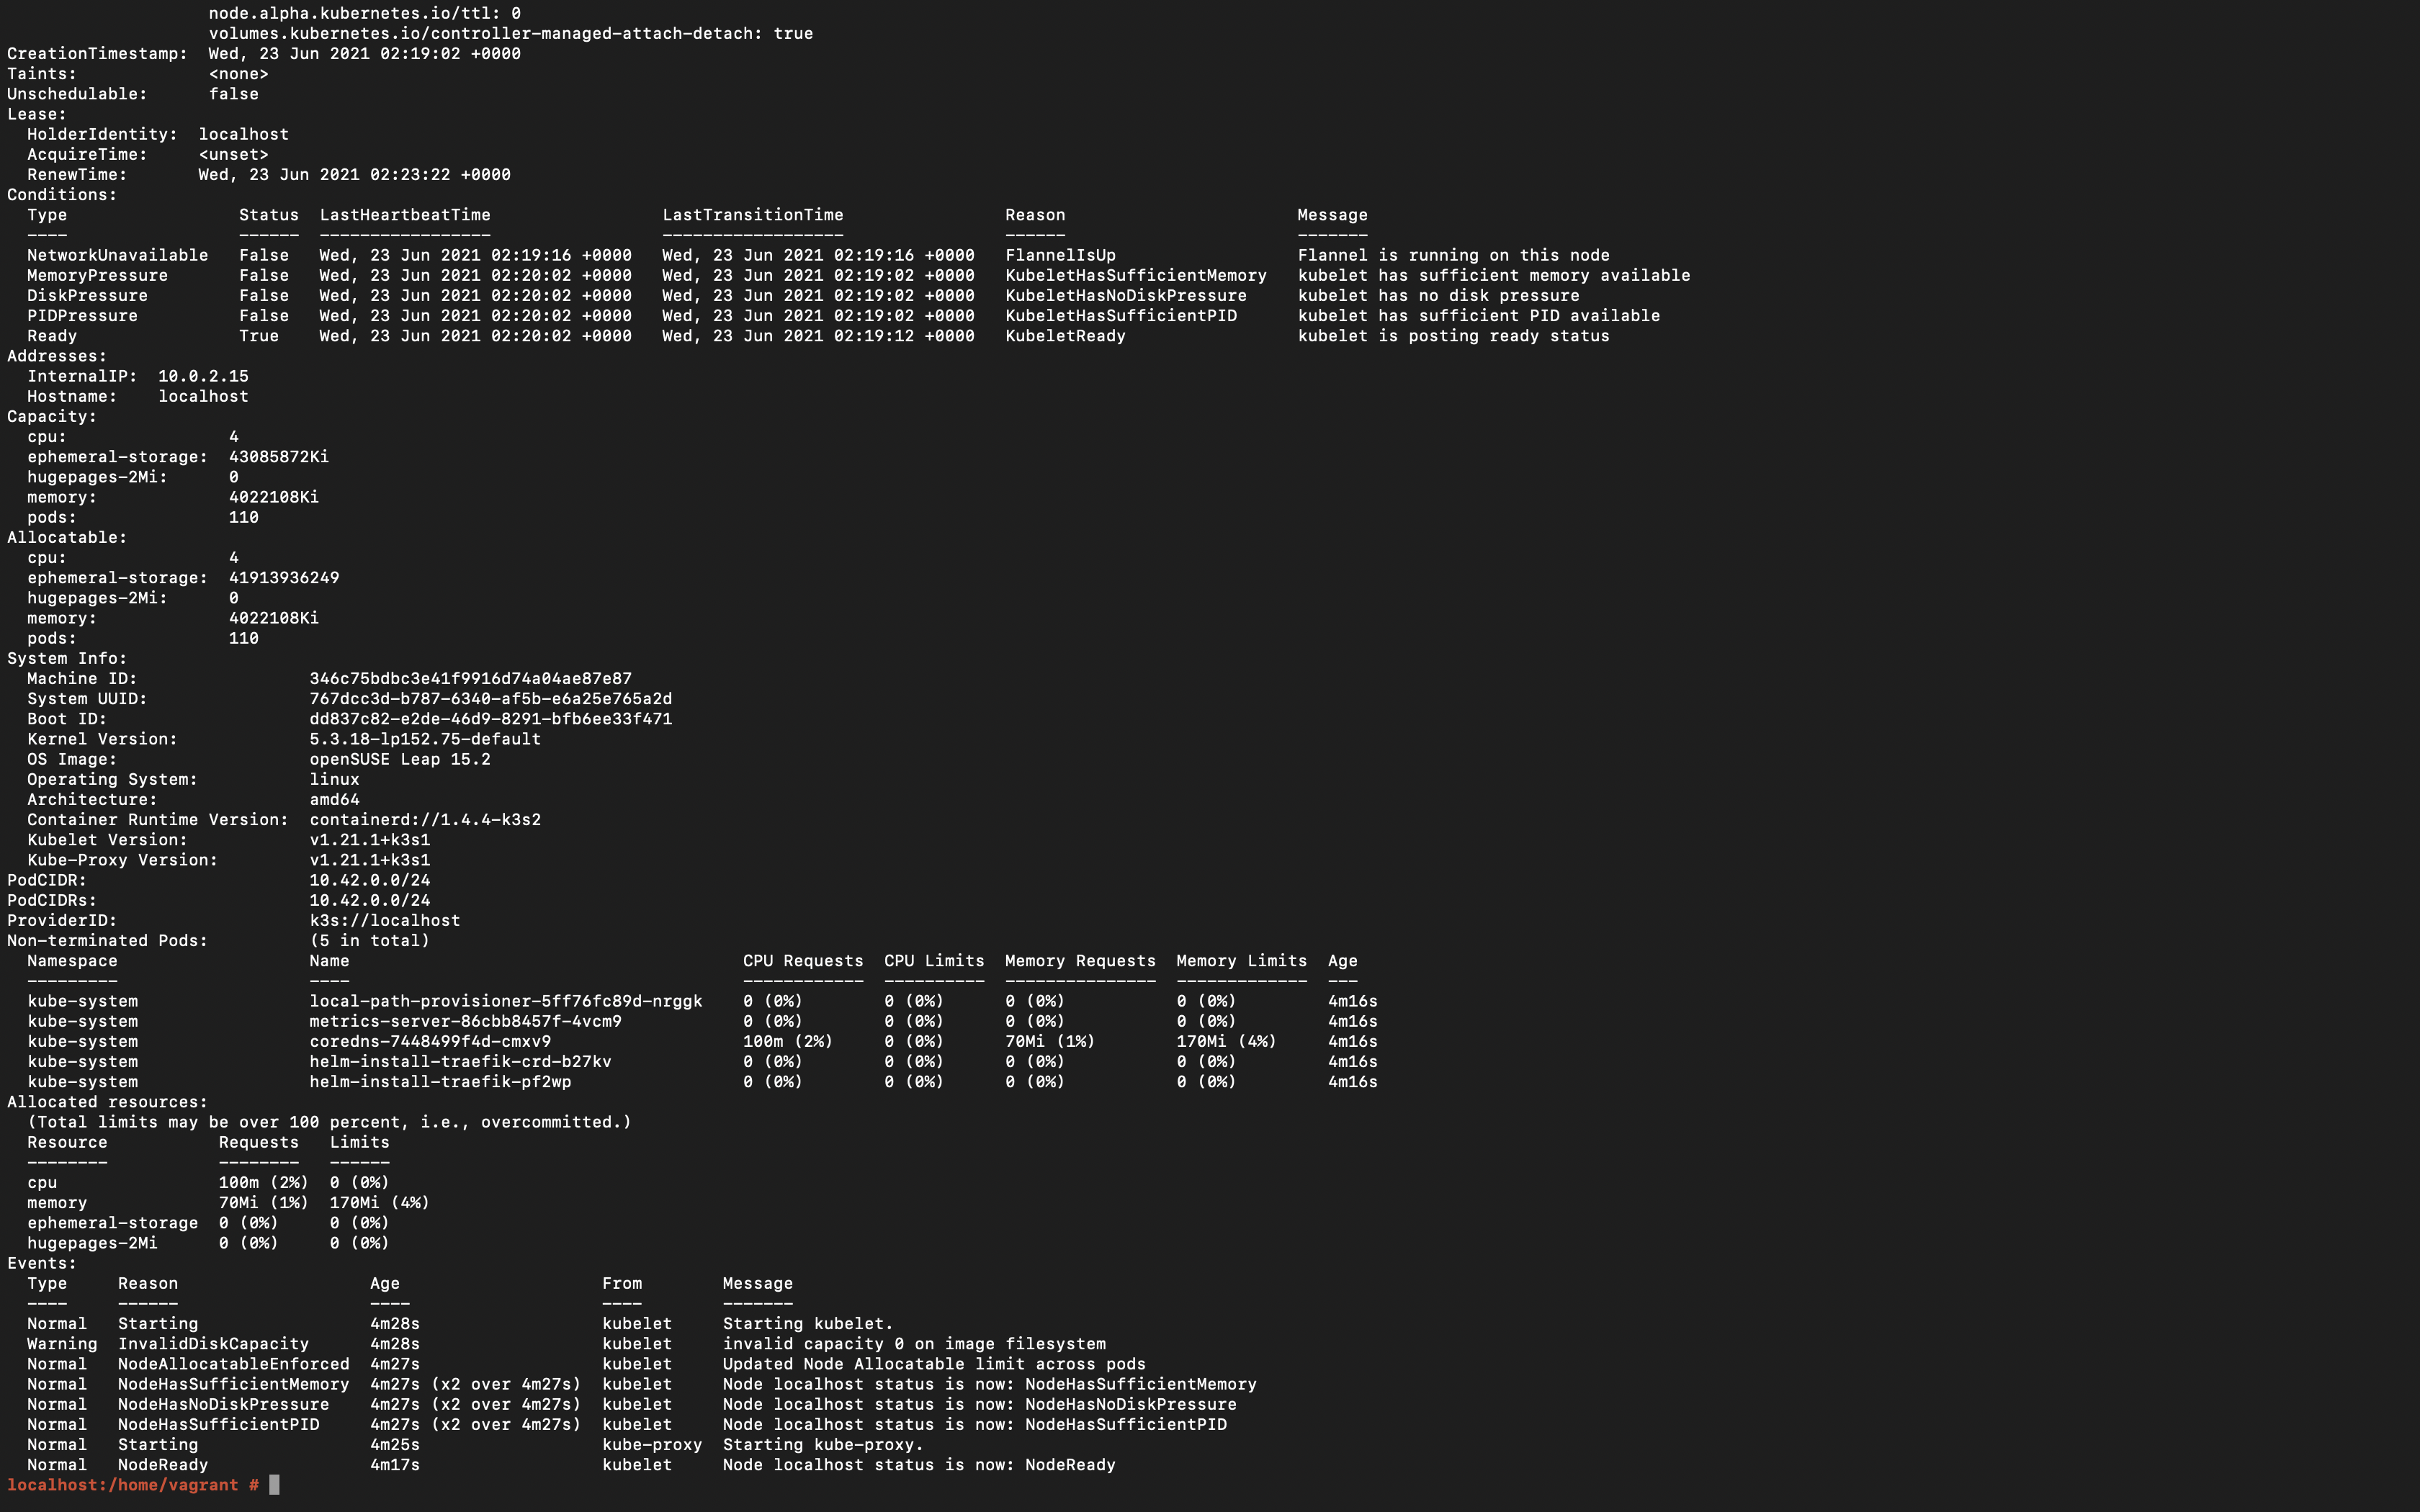 node.alpha.kubernetes.io/ttl: 0
volumes.kubernetes.io/controller-managed-attach-detach: true
CreationTimestamp:  Wed, 23 Jun 2021 02:19:02 +0000
Taints:             <none>
Unschedulable:      false
Lease:
  HolderIdentity:  localhost
  AcquireTime:     <unset>
  RenewTime:       Wed, 23 Jun 2021 02:23:22 +0000
Conditions:
  Type                 Status  LastHeartbeatTime                 LastTransitionTime                Reason                       Message
  ----                 ------  -----------------                 ------------------                ------                       -------
  NetworkUnavailable   False   Wed, 23 Jun 2021 02:19:16 +0000   Wed, 23 Jun 2021 02:19:16 +0000   FlannelIsUp                  Flannel is running on this node
  MemoryPressure       False   Wed, 23 Jun 2021 02:20:02 +0000   Wed, 23 Jun 2021 02:19:02 +0000   KubeletHasSufficientMemory   kubelet has sufficient memory available
  DiskPressure         False   Wed, 23 Jun 2021 02:20:02 +0000   Wed, 23 Jun 2021 02:19:02 +0000   KubeletHasNoDiskPressure     kubelet has no disk pressure
  PIDPressure          False   Wed, 23 Jun 2021 02:20:02 +0000   Wed, 23 Jun 2021 02:19:02 +0000   KubeletHasSufficientPID      kubelet has sufficient PID available
  Ready                True    Wed, 23 Jun 2021 02:20:02 +0000   Wed, 23 Jun 2021 02:19:12 +0000   KubeletReady                 kubelet is posting ready status
Addresses:
  InternalIP:  10.0.2.15
  Hostname:    localhost
Capacity:
  cpu:                4
  ephemeral-storage:  43085872Ki
  hugepages-2Mi:      0
  memory:             4022108Ki
  pods:               110
Allocatable:
  cpu:                4
  ephemeral-storage:  41913936249
  hugepages-2Mi:      0
  memory:             4022108Ki
  pods:               110
System Info:
  Machine ID:                 346c75bdbc3e41f9916d74a04ae87e87
  System UUID:                767dcc3d-b787-6340-af5b-e6a25e765a2d
  Boot ID:                    dd837c82-e2de-46d9-8291-bfb6ee33f471
  Kernel Version:             5.3.18-lp152.75-default
  OS Image:                   openSUSE Leap 15.2
  Operating System:           linux
  Architecture:               amd64
  Container Runtime Version:  containerd://1.4.4-k3s2
  Kubelet Version:            v1.21.1+k3s1
  Kube-Proxy Version:         v1.21.1+k3s1
PodCIDR:                      10.42.0.0/24
PodCIDRs:                     10.42.0.0/24
ProviderID:                   k3s://localhost
Non-terminated Pods:          (5 in total)
  Namespace                   Name                                       CPU Requests  CPU Limits  Memory Requests  Memory Limits  Age
  ---------                   ----                                       ------------  ----------  ---------------  -------------  ---
  kube-system                 local-path-provisioner-5ff76fc89d-nrggk    0 (0%)        0 (0%)      0 (0%)           0 (0%)         4m16s
  kube-system                 metrics-server-86cbb8457f-4vcm9            0 (0%)        0 (0%)      0 (0%)           0 (0%)         4m16s
  kube-system                 coredns-7448499f4d-cmxv9                   100m (2%)     0 (0%)      70Mi (1%)        170Mi (4%)     4m16s
  kube-system                 helm-install-traefik-crd-b27kv             0 (0%)        0 (0%)      0 (0%)           0 (0%)         4m16s
  kube-system                 helm-install-traefik-pf2wp                 0 (0%)        0 (0%)      0 (0%)           0 (0%)         4m16s
Allocated resources:
  (Total limits may be over 100 percent, i.e., overcommitted.)
  Resource           Requests   Limits
  --------           --------   ------
  cpu                100m (2%)  0 (0%)
  memory             70Mi (1%)  170Mi (4%)
  ephemeral-storage  0 (0%)     0 (0%)
  hugepages-2Mi      0 (0%)     0 (0%)
Events:
  Type     Reason                   Age                    From        Message
  ----     ------                   ----                   ----        -------
  Normal   Starting                 4m28s                  kubelet     Starting kubelet.
  Warning  InvalidDiskCapacity      4m28s                  kubelet     invalid capacity 0 on image filesystem
  Normal   NodeAllocatableEnforced  4m27s                  kubelet     Updated Node Allocatable limit across pods
  Normal   NodeHasSufficientMemory  4m27s (x2 over 4m27s)  kubelet     Node localhost status is now: NodeHasSufficientMemory
  Normal   NodeHasNoDiskPressure    4m27s (x2 over 4m27s)  kubelet     Node localhost status is now: NodeHasNoDiskPressure
  Normal   NodeHasSufficientPID     4m27s (x2 over 4m27s)  kubelet     Node localhost status is now: NodeHasSufficientPID
  Normal   Starting                 4m25s                  kube-proxy  Starting kube-proxy.
  Normal   NodeReady                4m17s                  kubelet     Node localhost status is now: NodeReady
localhost:/home/vagrant #